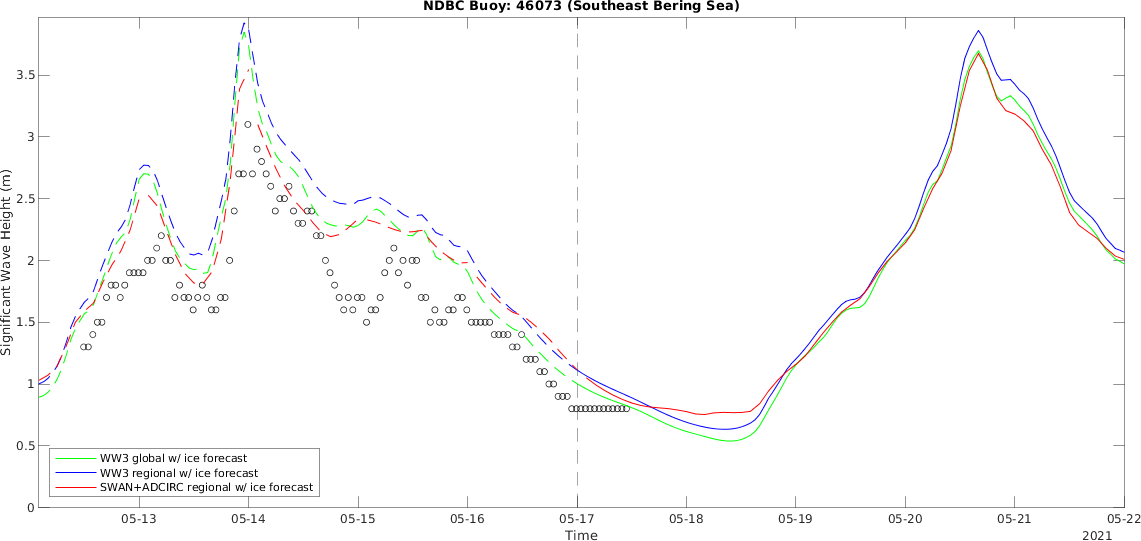 NDBC Buoy: 46073 (Southeast Bering Sea)
Significant Wave Height (m)
3.5
3
2.5
2
1.5
1
0.5
0
WW3 global w/ ice forecast
WW3 regional w/ ice forecast
SWAN+ADCIRC regional w/ ice forecast
05-13 05-14 05-15 05-16 05-17 05-18 05-19 05-20 05-21 05-22
Time
2021